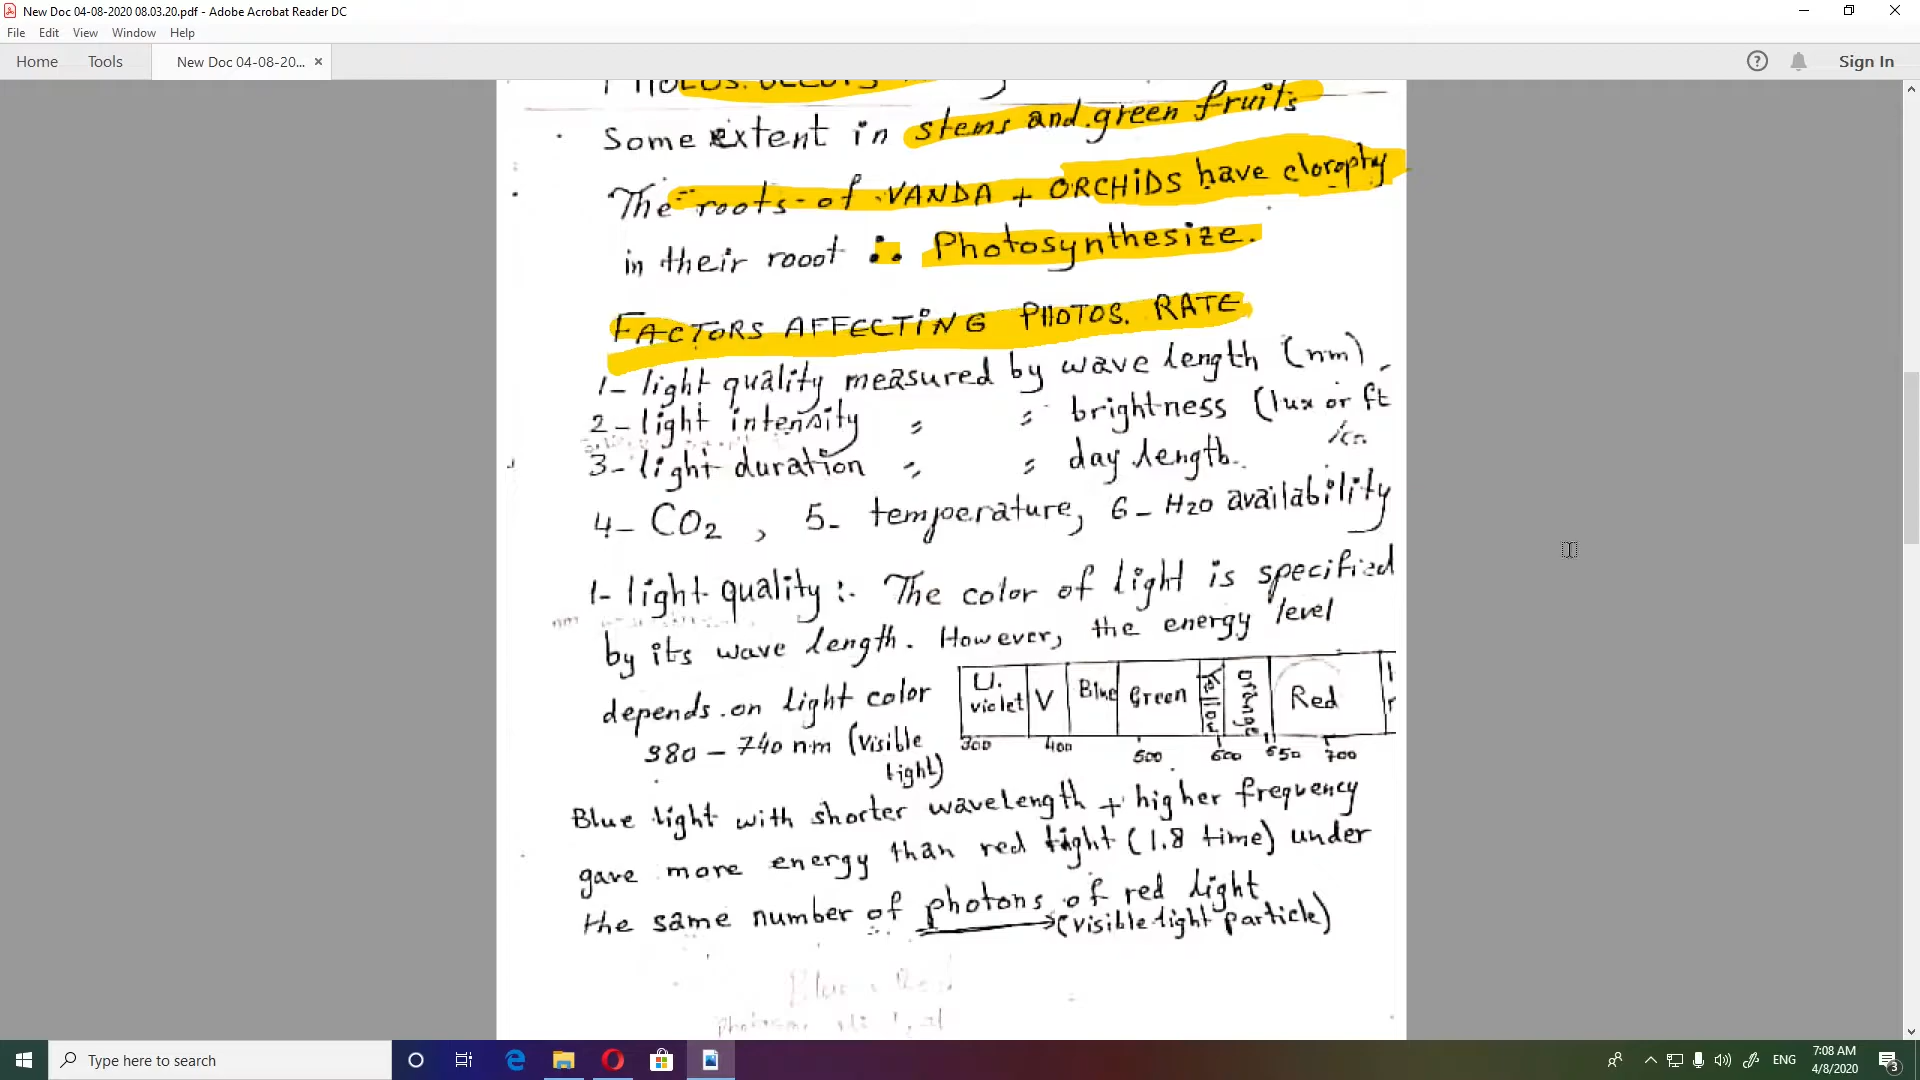 New Doc 04-08-2020 08.03.20.pdf - Adobe Acrobat Reader DC
File Edit View Window Help
Home Tools New Doc 04-08-20... × Sign In
Some extent in stems and green fruits
The roots of VANDA + ORCHiDS have clorophy
in their rooot ∴ Photosynthesize.
FACTORS AFFECTING PHOTOS. RATE
1- light quality measured by wave length (nm)
2- light intensity = = brightness (lux or ft
3- light duration = = day length.
4- CO2, 5- temperature, 6- H2O availability
1- light quality :- The color of light is specified
by its wave length. However, the energy level
depends on light color
380 - 740 nm (visible
light)
U. violet V Blue Green Yellow Orange Red
300 400 500 600 650 700
Blue light with shorter wavelength + higher frequency
gave more energy than red light (1.8 time) under
the same number of photons of red light
(visible light particle)
Type here to search
ENG
7:08 AM
4/8/2020
3